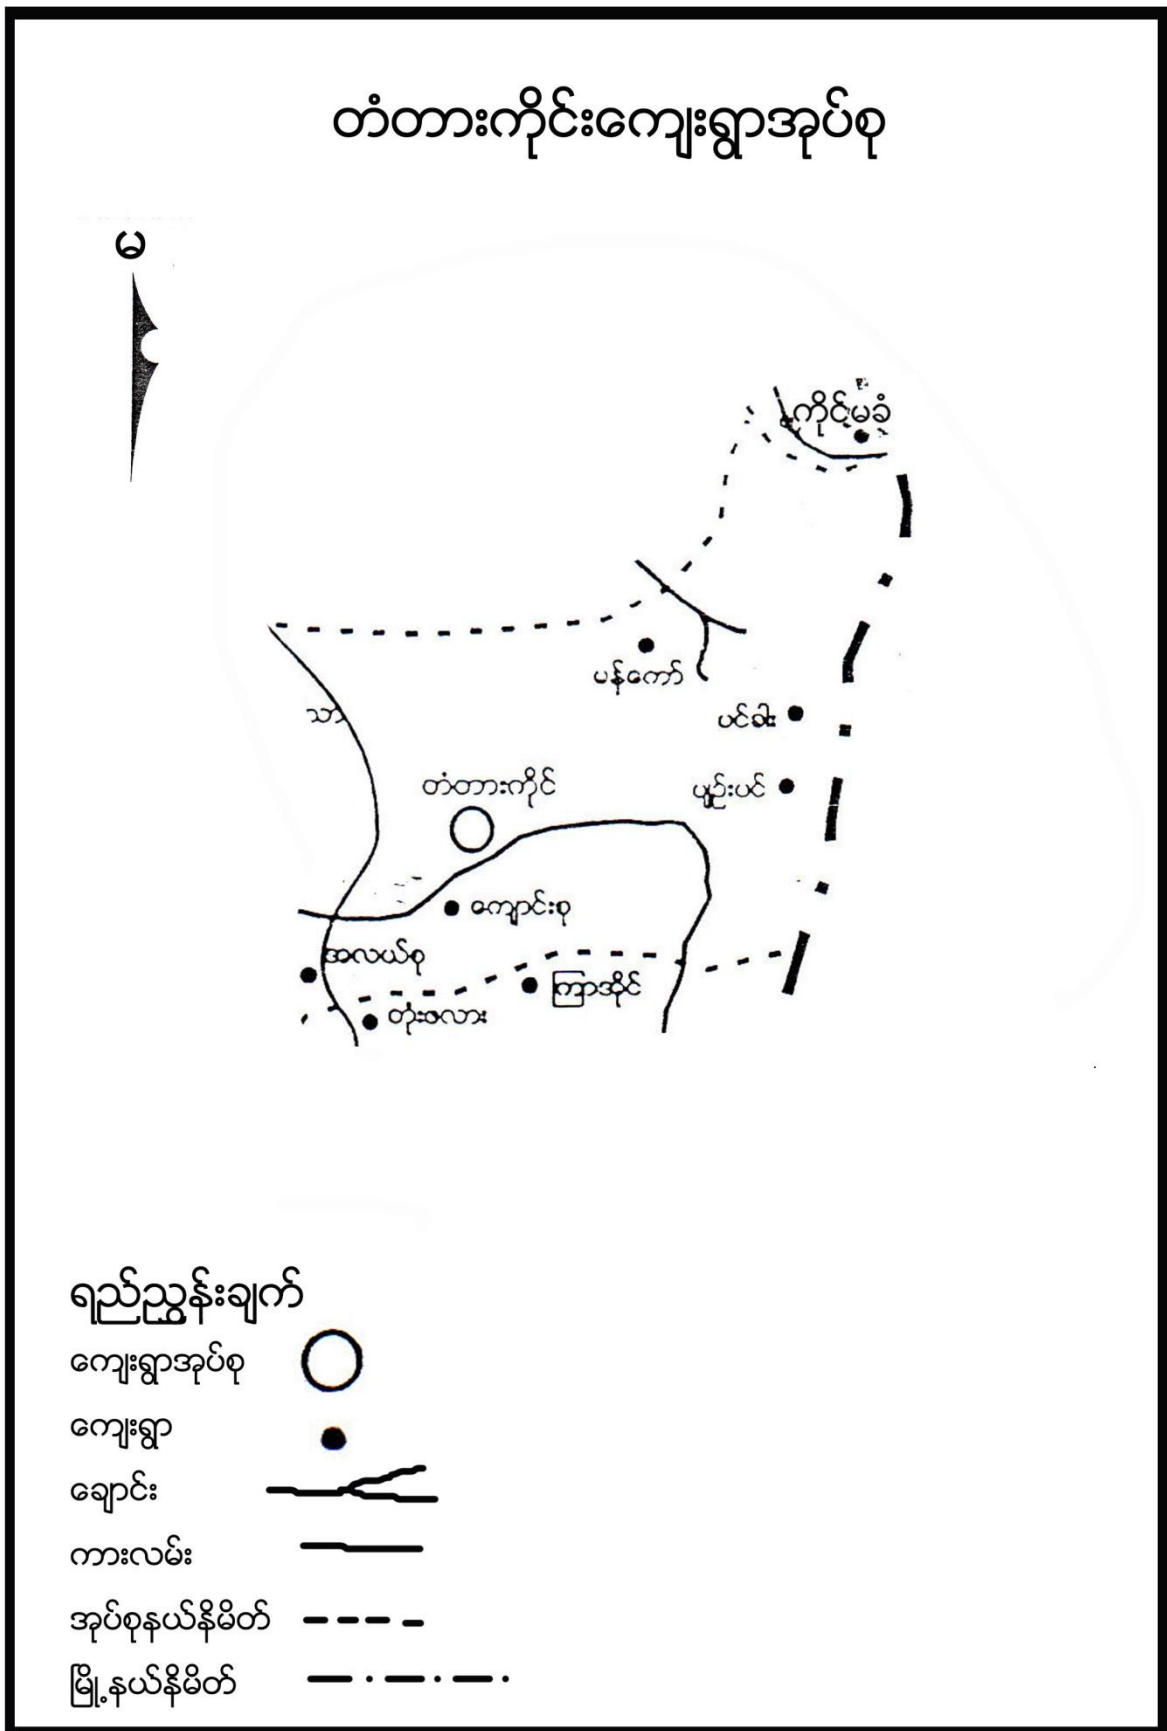 တံတားကိုင်းကျေးရွာအုပ်စု
မ
ကိုင်မခံ
မန်ကော်
ပင်ခါး
သာ
တံတားကိုင်
ပျဉ်းပင်
ကျောင်းစု
အလယ်စု
ကြာအိုင်
တုံးဇလား
ရည်ညွှန်းချက်
ကျေးရွာအုပ်စု
ကျေးရွာ
ချောင်း
ကားလမ်း
အုပ်စုနယ်နိမိတ်
မြို့နယ်နိမိတ်